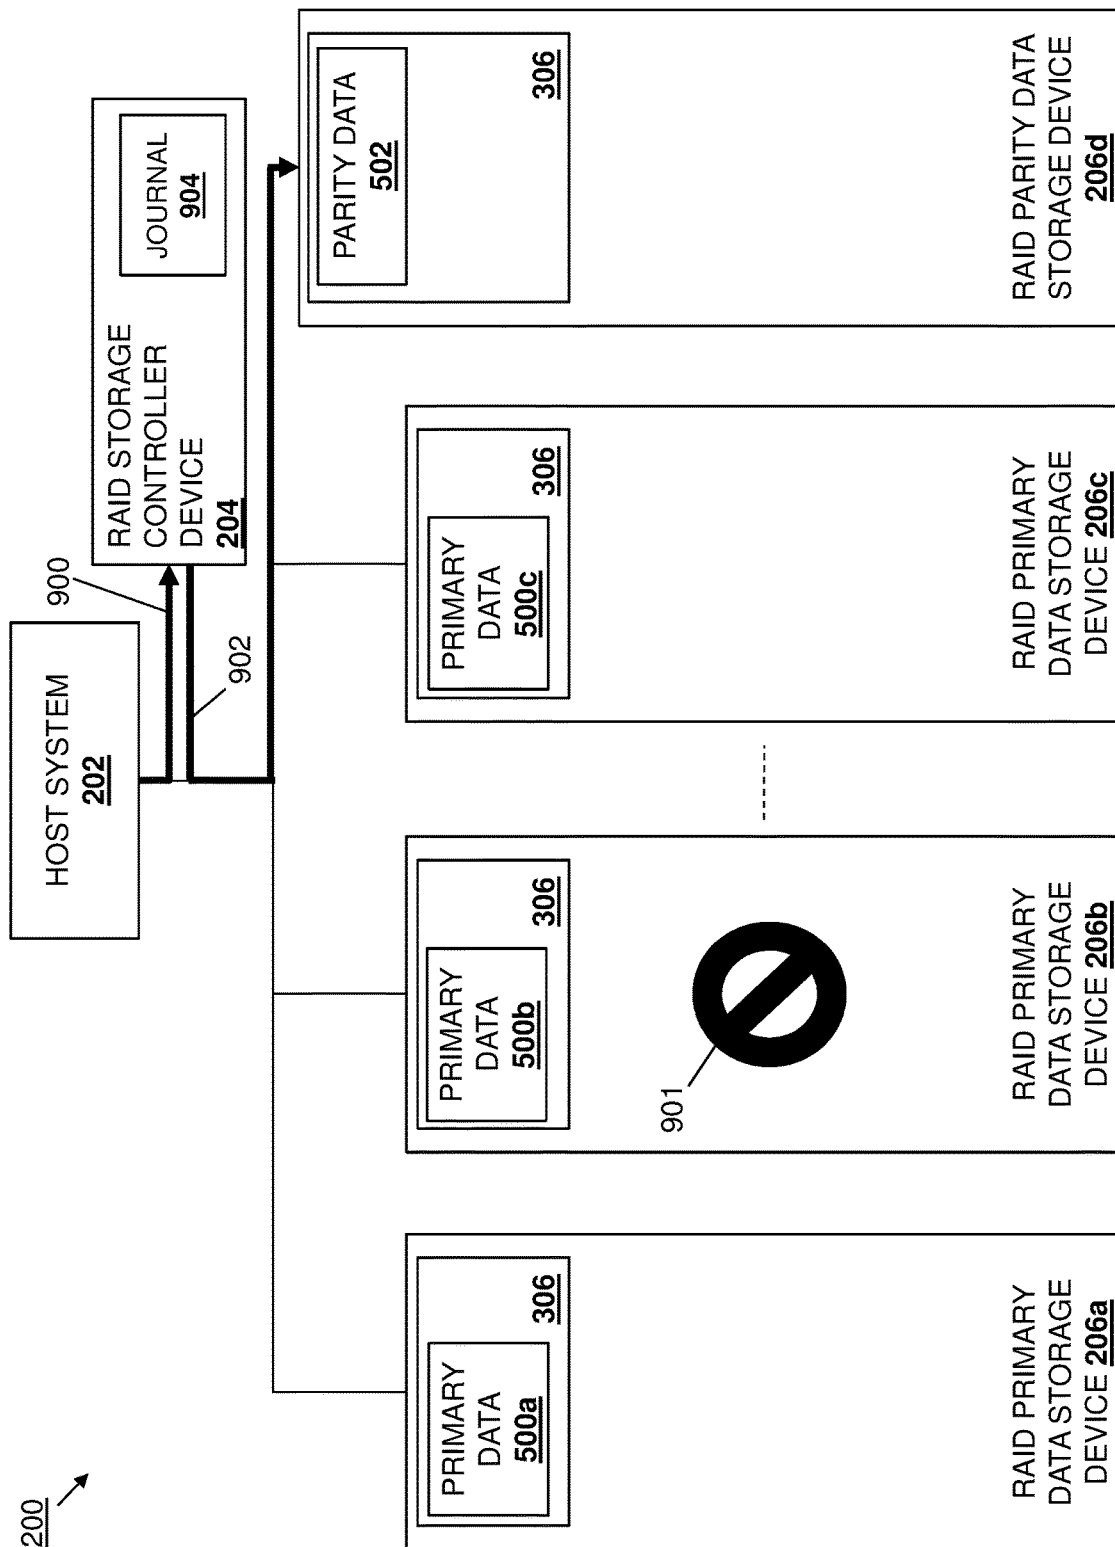 200
HOST SYSTEM
202
900
902
RAID STORAGE
CONTROLLER
DEVICE
204
JOURNAL
904
PRIMARY
DATA
500a
306
RAID PRIMARY
DATA STORAGE
DEVICE 206a
PRIMARY
DATA
500b
306
901
RAID PRIMARY
DATA STORAGE
DEVICE 206b
PRIMARY
DATA
500c
306
RAID PRIMARY
DATA STORAGE
DEVICE 206c
PARITY DATA
502
306
RAID PARITY DATA
STORAGE DEVICE
206d